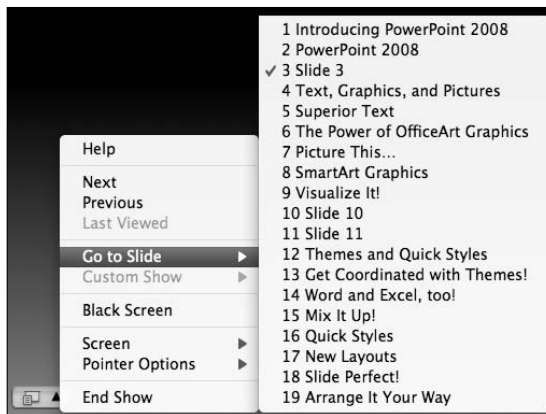 Help
Next
Previous
Last Viewed
Go to Slide
Custom Show
Black Screen
Screen
Pointer Options
End Show
1 Introducing PowerPoint 2008
2 PowerPoint 2008
✓ 3 Slide 3
4 Text, Graphics, and Pictures
5 Superior Text
6 The Power of OfficeArt Graphics
7 Picture This...
8 SmartArt Graphics
9 Visualize It!
10 Slide 10
11 Slide 11
12 Themes and Quick Styles
13 Get Coordinated with Themes!
14 Word and Excel, too!
15 Mix It Up!
16 Quick Styles
17 New Layouts
18 Slide Perfect!
19 Arrange It Your Way